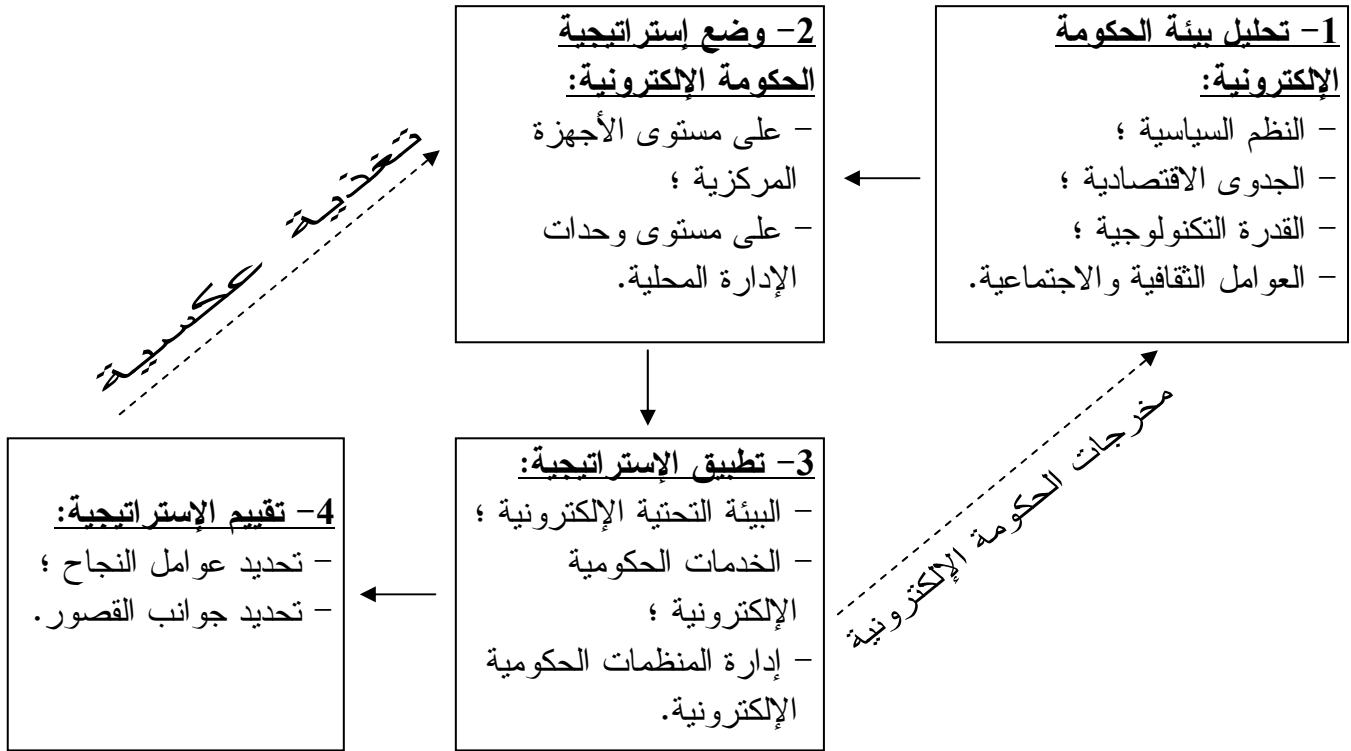 1- تحليل بيئة الحكومة
الإلكترونية:
- النظم السياسية ؛
- الجدوى الاقتصادية ؛
- القدرة التكنولوجية ؛
- العوامل الثقافية والاجتماعية.
2- وضع إستراتيجية
الحكومة الإلكترونية:
- على مستوى الأجهزة
المركزية ؛
- على مستوى وحدات
الإدارة المحلية.
3- تطبيق الإستراتيجية:
- البيئة التحتية الإلكترونية ؛
- الخدمات الحكومية
الإلكترونية ؛
- إدارة المنظمات الحكومية
الإلكترونية.
4- تقييم الإستراتيجية:
- تحديد عوامل النجاح ؛
- تحديد جوانب القصور.
تغذية عكسية
مخرجات الحكومة الإلكترونية